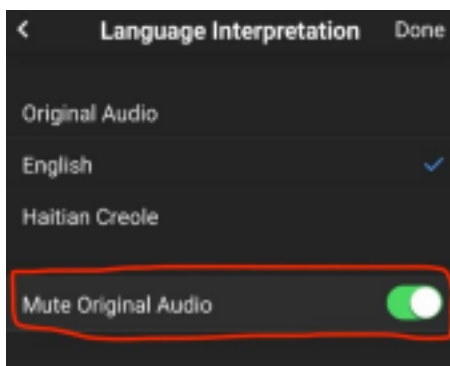 Language Interpretation Done
Original Audio
English
Haitian Creole
Mute Original Audio